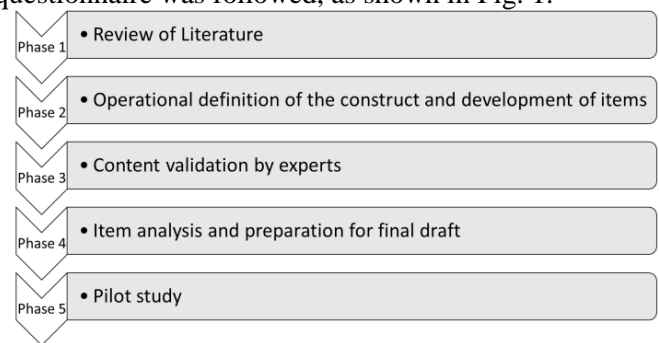 questionnaire was followed, as shown in Fig. 1.
Phase 1
• Review of Literature
Phase 2
• Operational definition of the construct and development of items
Phase 3
• Content validation by experts
Phase 4
• Item analysis and preparation for final draft
Phase 5
• Pilot study